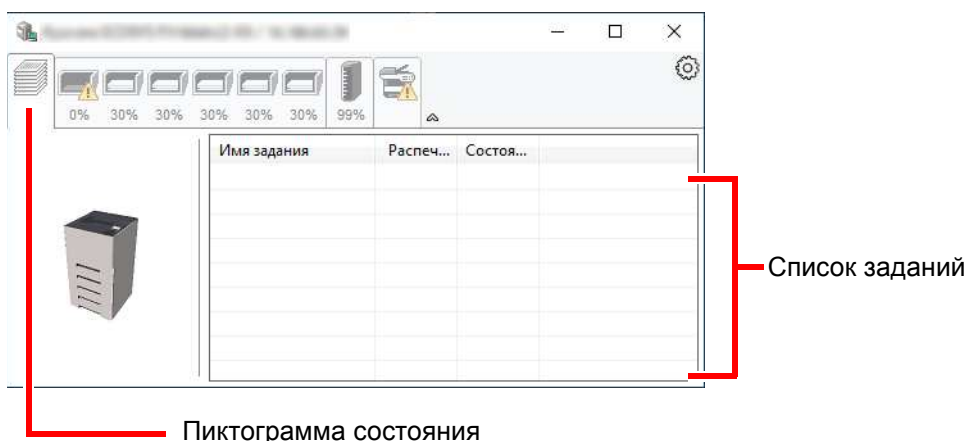 0% 30% 30% 30% 30% 30% 99%
Имя задания Распеч... Состоя...
Список заданий
Пиктограмма состояния